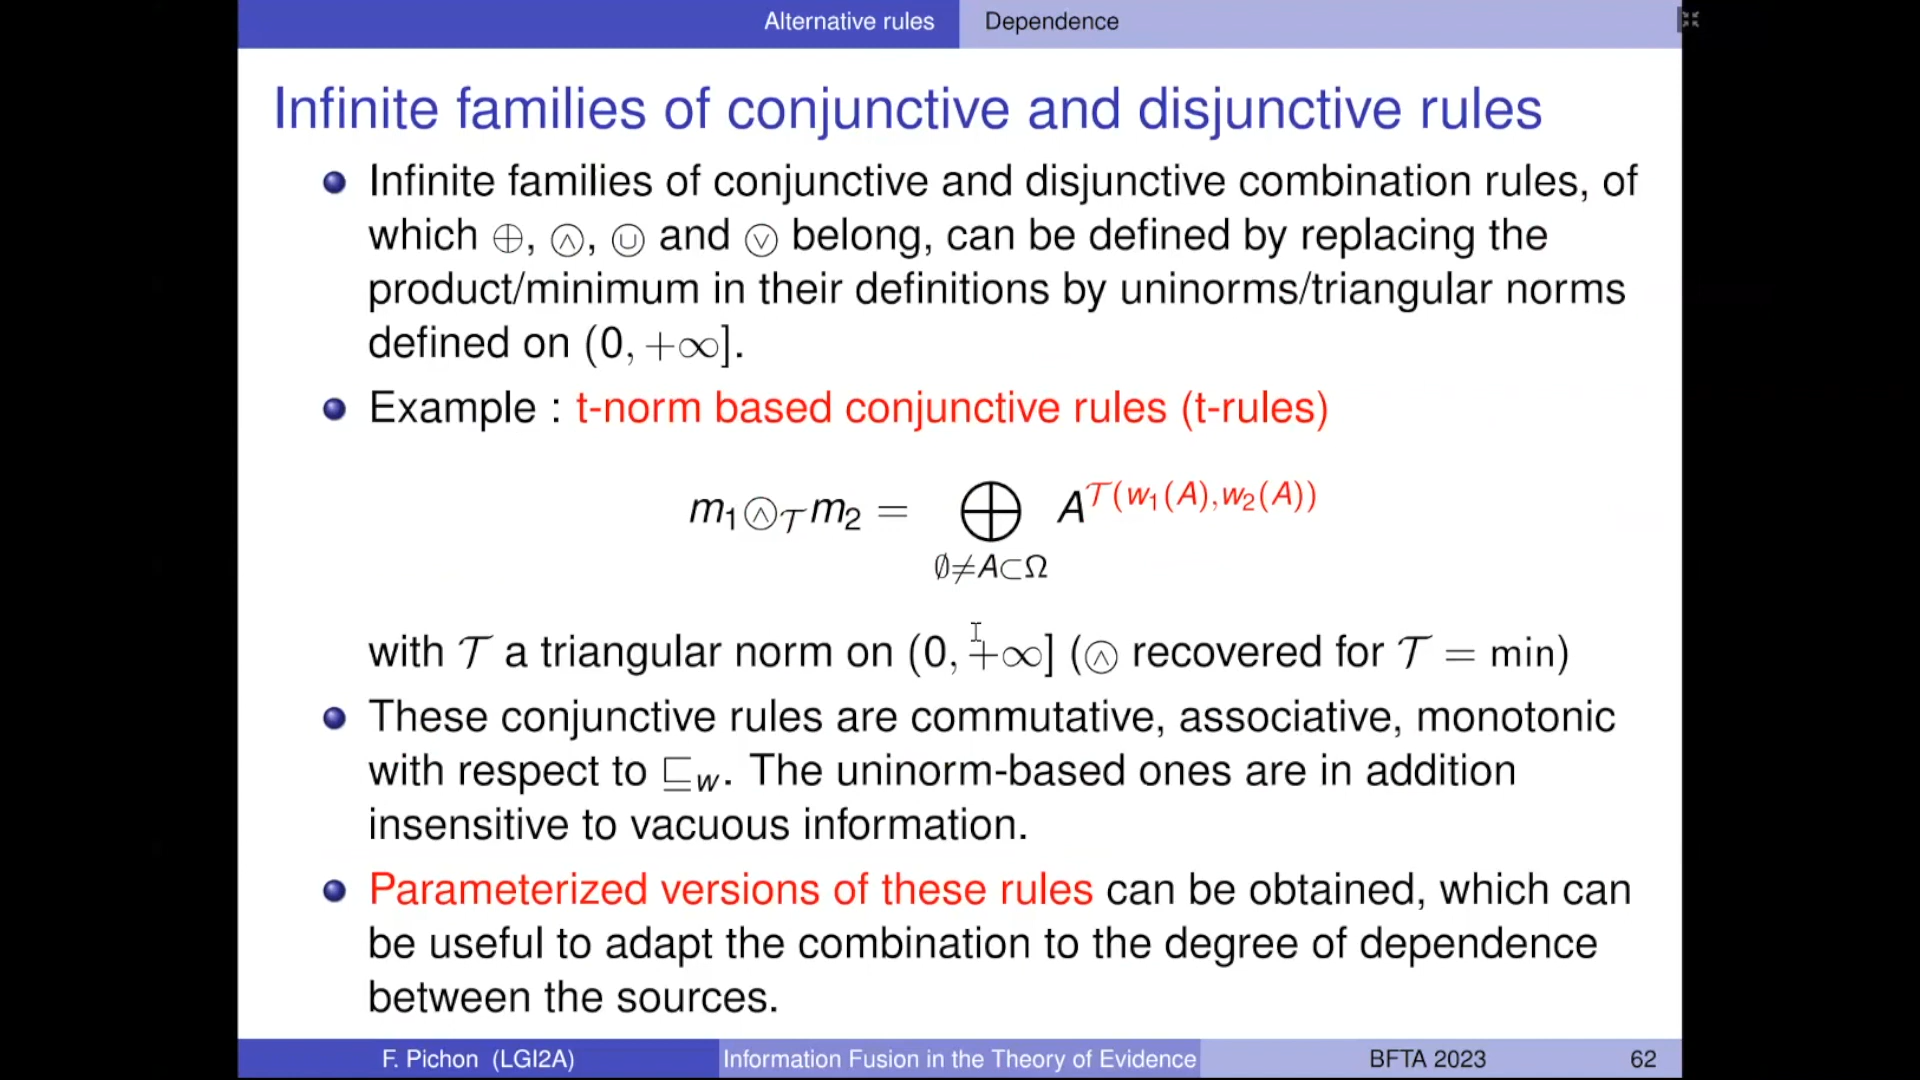 Alternative rules Dependence
Infinite families of conjunctive and disjunctive rules
Infinite families of conjunctive and disjunctive combination rules, of
which ⊕, ⊚∧, ∪⃝ and ∨⃝ belong, can be defined by replacing the
product/minimum in their definitions by uninorms/triangular norms
defined on (0, +∞].
Example : t-norm based conjunctive rules (t-rules)
m₁ ∧⃝_𝒯 m₂ = ⊕ A^{𝒯(w₁(A),w₂(A))}
∅≠A⊂Ω
with 𝒯 a triangular norm on (0, +∞] (∧⃝ recovered for 𝒯 = min)
These conjunctive rules are commutative, associative, monotonic
with respect to ⊑_w. The uninorm-based ones are in addition
insensitive to vacuous information.
Parameterized versions of these rules can be obtained, which can
be useful to adapt the combination to the degree of dependence
between the sources.
F. Pichon (LGI2A) Information Fusion in the Theory of Evidence BFTA 2023 62